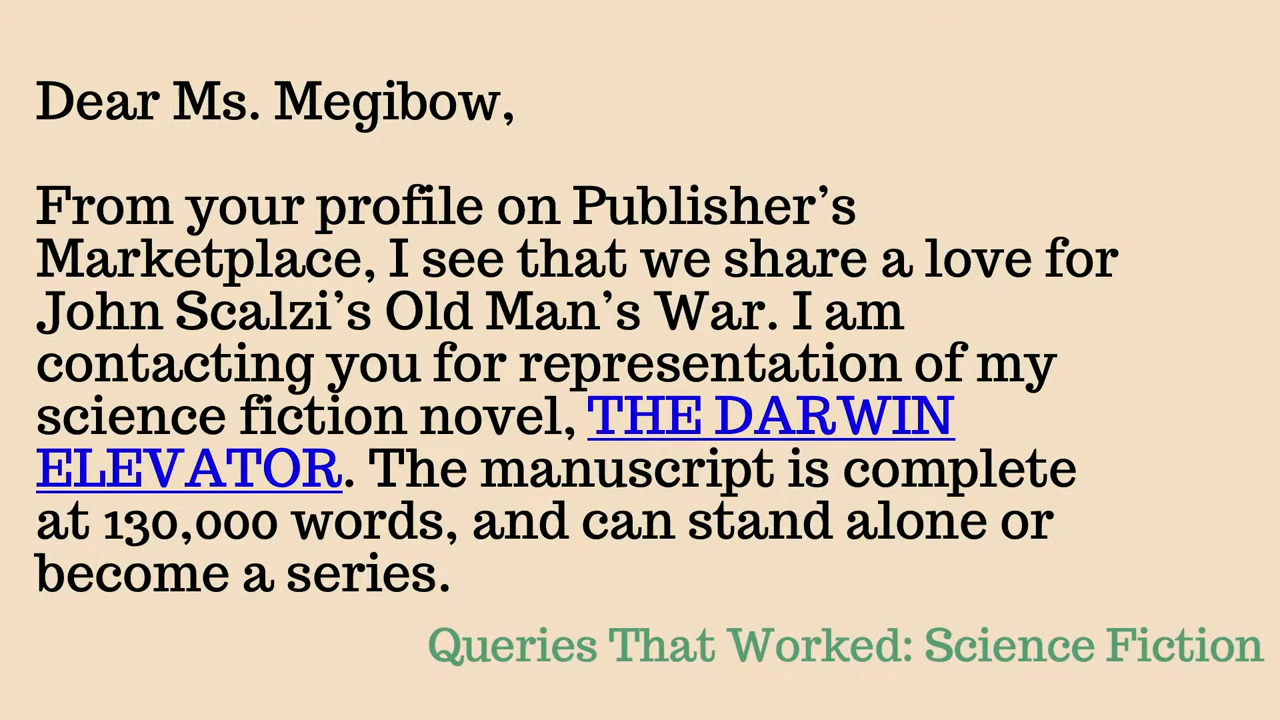 Dear Ms. Megibow,
From your profile on Publisher’s
Marketplace, I see that we share a love for
John Scalzi’s Old Man’s War. I am
contacting you for representation of my
science fiction novel, THE DARWIN
ELEVATOR. The manuscript is complete
at 130,000 words, and can stand alone or
become a series.
Queries That Worked: Science Fiction